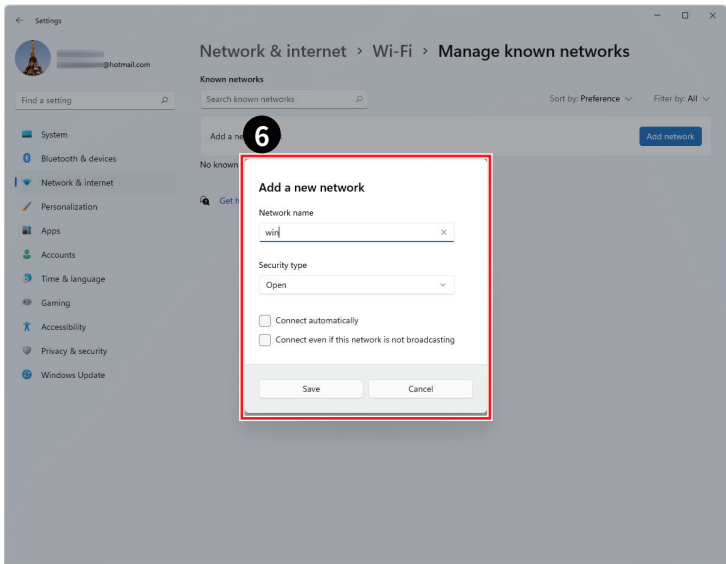 Settings
@hotmail.com
Network & internet > Wi-Fi > Manage known networks
Known networks
Find a setting
Search known networks
Sort by: Preference
Filter by: All
System
Bluetooth & devices
Network & internet
Personalization
Apps
Accounts
Time & language
Gaming
Accessibility
Privacy & security
Windows Update
Add a ne
Add network
6
No known
Get h
Add a new network
Network name
win
Security type
Open
Connect automatically
Connect even if this network is not broadcasting
Save
Cancel